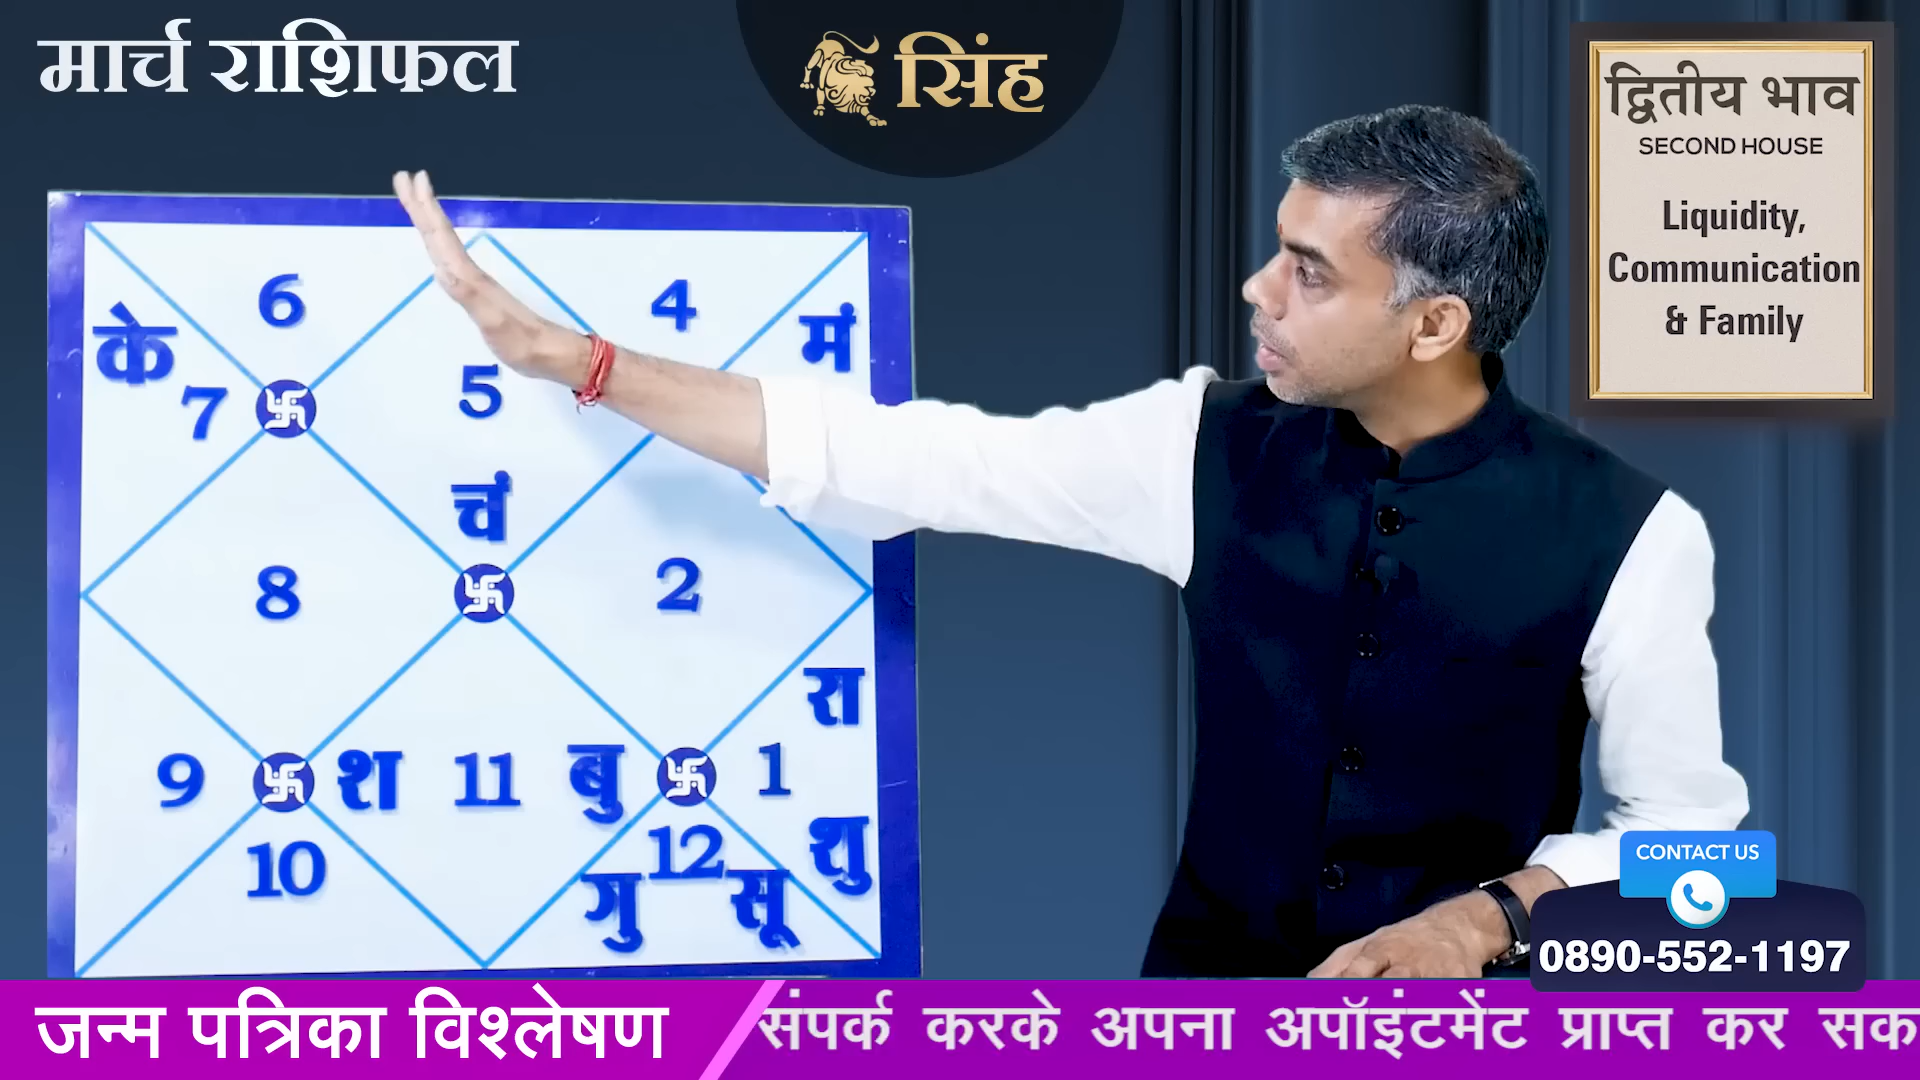 मार्च राशिफल
सिंह
द्वितीय भाव
SECOND HOUSE
Liquidity,
Communication
& Family
6
4
के
मं
7
5
चं
8
2
रा
9
श
11
बु
1
10
12
शु
गु
सू
CONTACT US
0890-552-1197
जन्म पत्रिका विश्लेषण
संपर्क करके अपना अपॉइंटमेंट प्राप्त कर सक